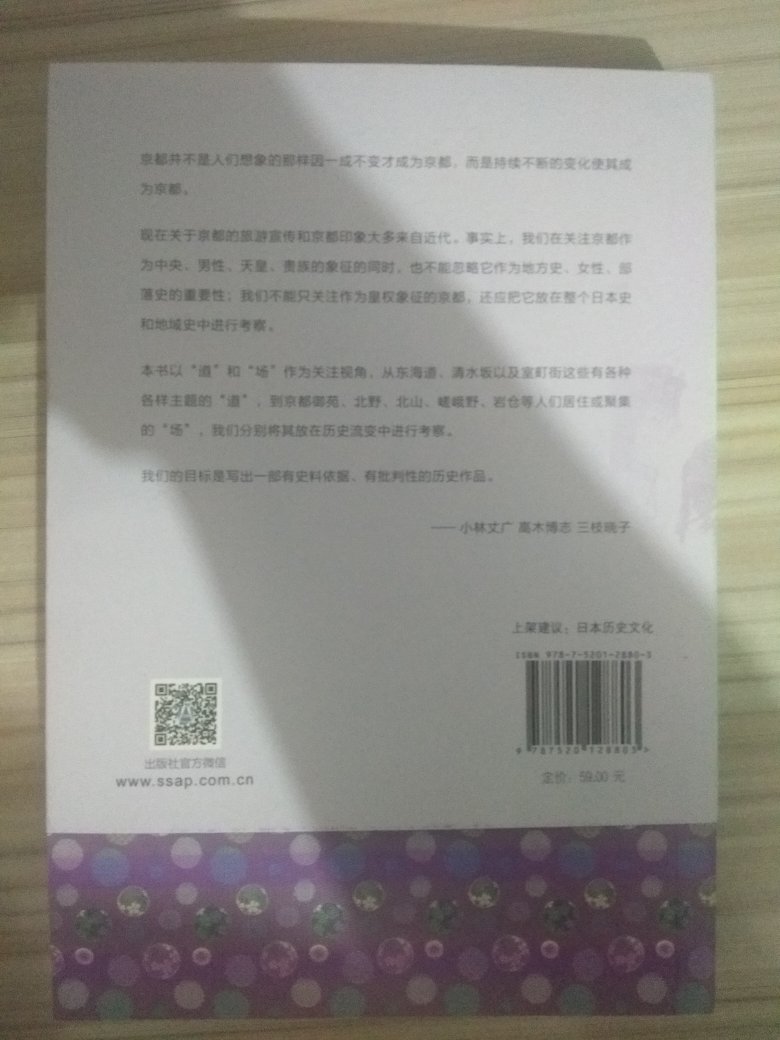 京都并不是人们想象的那样因一成不变才成为京都，而是持续不断的变化使其成
为京都。
现在关于京都的旅游宣传和京都印象大多来自近代。事实上，我们在关注京都作
为中央、男性、天皇、贵族的象征的同时，也不能忽略它作为地方史、女性、部
落史的重要性；我们不能只关注作为皇权象征的京都，还应把它放在整个日本史
和地域史中进行考察。
本书以“道”和“场”作为关注视角，从东海道、清水坂以及室町街这些有各种
各样主题的“道”，到京都御苑、北野、北山、嵯峨野、岩仓等人们居住或聚集
的“场”，我们分别将其放在历史流变中进行考察。
我们的目标是写出一部有史料依据、有批判性的历史作品。
—— 小林丈广 高木博志 三枝晓子
上架建议：日本历史文化
ISBN 978-7-5201-2880-3
9 787520 128803 >
出版社官方微信
www.ssap.com.cn
定价：59.00 元